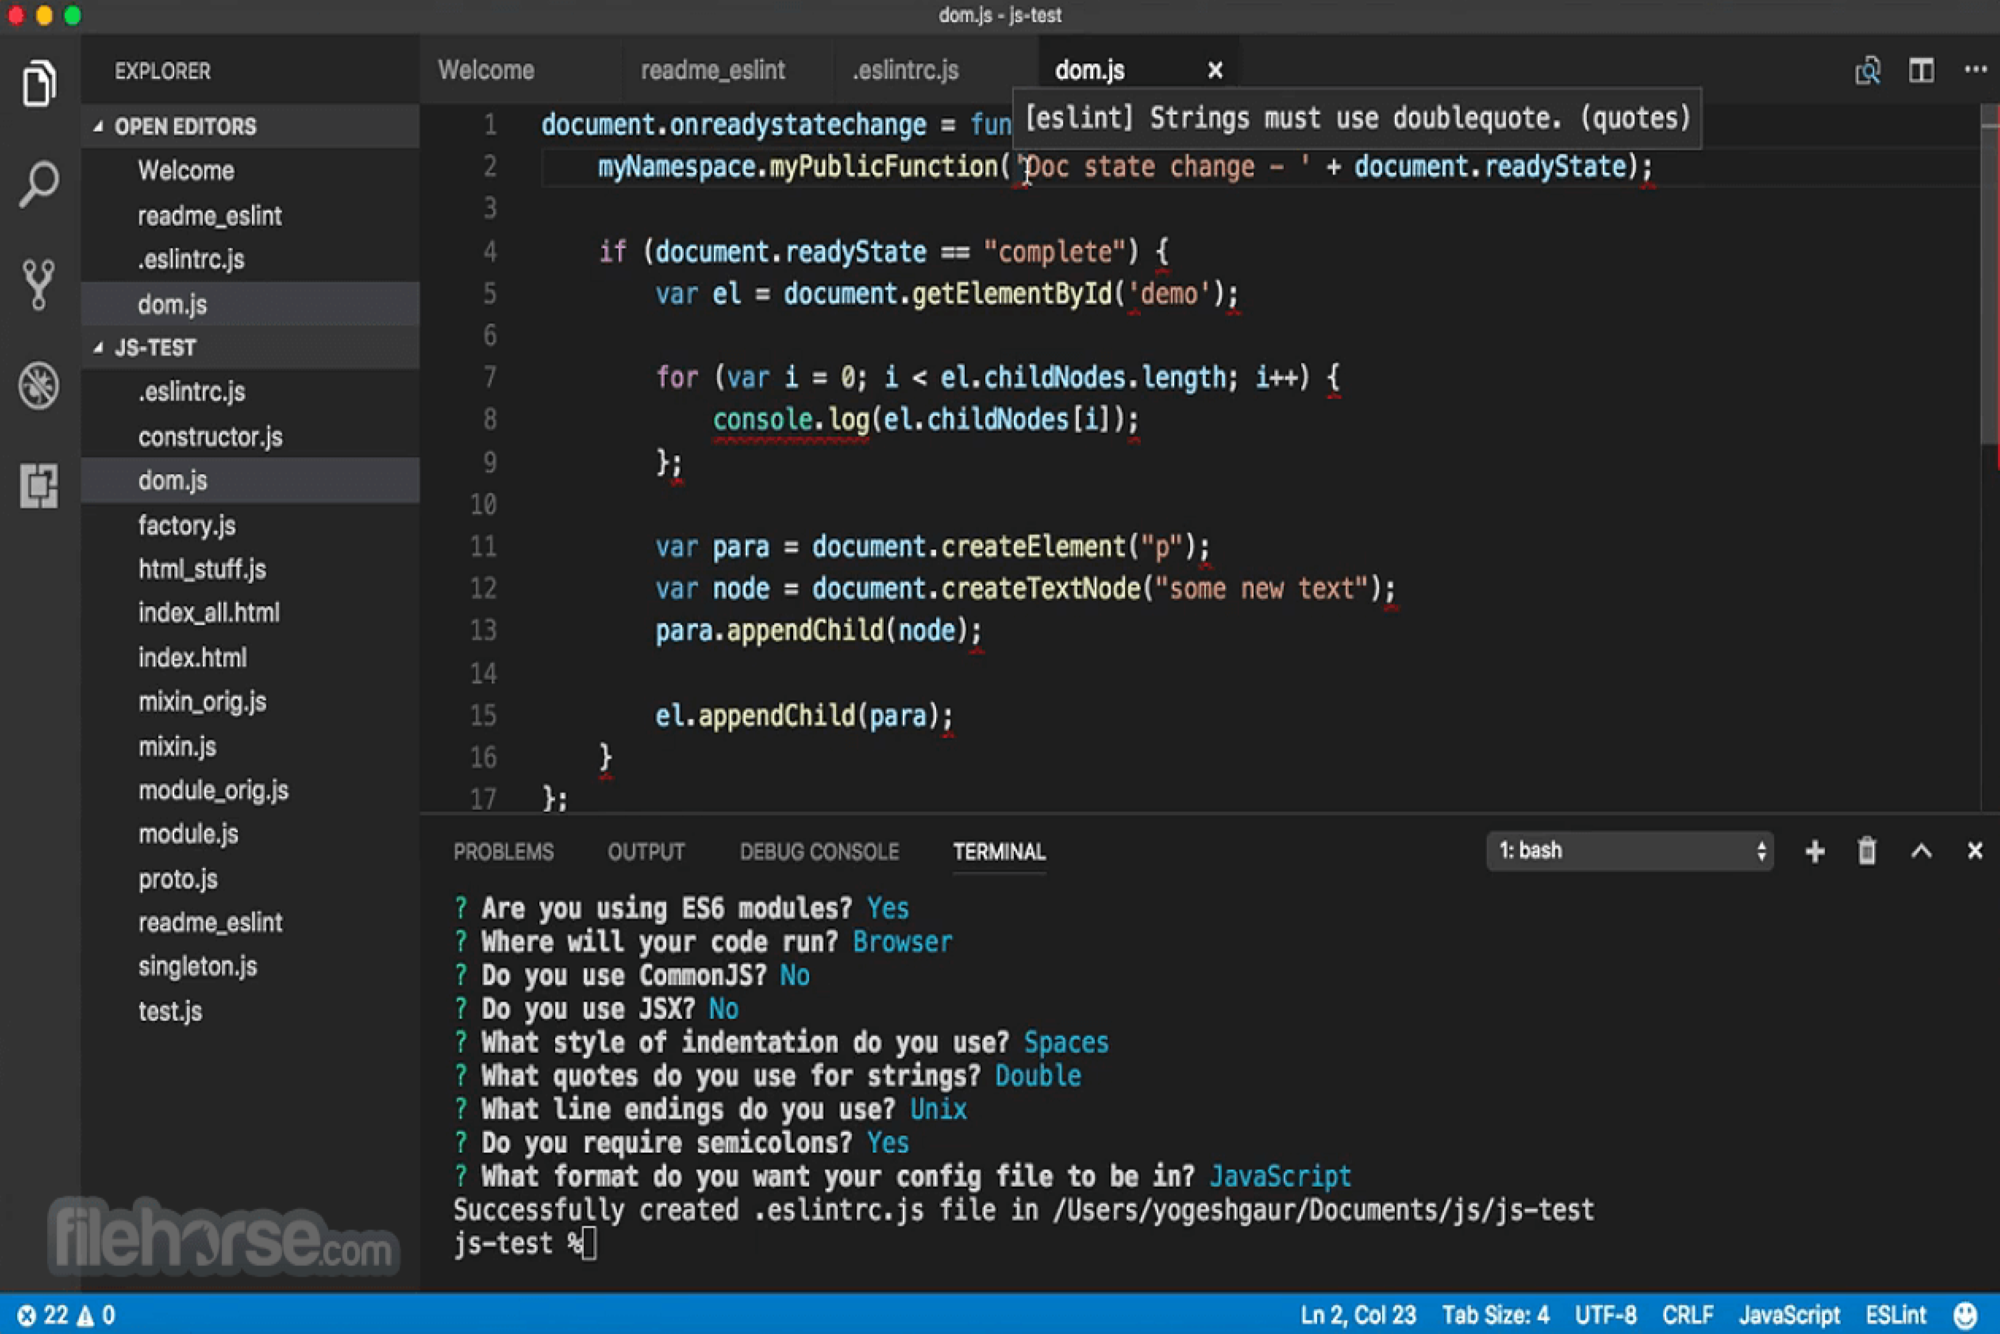 dom.js - js-test
EXPLORER
OPEN EDITORS
Welcome
readme_eslint
.eslintrc.js
dom.js
JS-TEST
.eslintrc.js
constructor.js
dom.js
factory.js
html_stuff.js
index_all.html
index.html
mixin_orig.js
mixin.js
module_orig.js
module.js
proto.js
readme_eslint
singleton.js
test.js
Welcome readme_eslint .eslintrc.js dom.js
[eslint] Strings must use doublequote. (quotes)
1 document.onreadystatechange = fun
2 myNamespace.myPublicFunction('Doc state change – ' + document.readyState);
3
4 if (document.readyState == "complete") {
5 var el = document.getElementById('demo');
6
7 for (var i = 0; i < el.childNodes.length; i++) {
8 console.log(el.childNodes[i]);
9 };
10
11 var para = document.createElement("p");
12 var node = document.createTextNode("some new text");
13 para.appendChild(node);
14
15 el.appendChild(para);
16 }
17 };
PROBLEMS OUTPUT DEBUG CONSOLE TERMINAL 1: bash
? Are you using ES6 modules? Yes
? Where will your code run? Browser
? Do you use CommonJS? No
? Do you use JSX? No
? What style of indentation do you use? Spaces
? What quotes do you use for strings? Double
? What line endings do you use? Unix
? Do you require semicolons? Yes
? What format do you want your config file to be in? JavaScript
Successfully created .eslintrc.js file in /Users/yogeshgaur/Documents/js/js-test
js-test %
filehorse.com
22 0 Ln 2, Col 23 Tab Size: 4 UTF-8 CRLF JavaScript ESLint